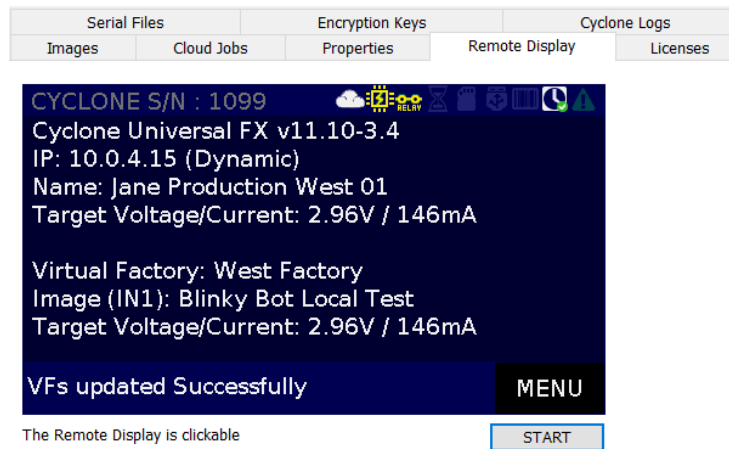 Serial Files Encryption Keys Cyclone Logs
Images Cloud Jobs Properties Remote Display Licenses
CYCLONE S/N : 1099 RELAY
Cyclone Universal FX v11.10-3.4
IP: 10.0.4.15 (Dynamic)
Name: Jane Production West 01
Target Voltage/Current: 2.96V / 146mA
Virtual Factory: West Factory
Image (IN1): Blinky Bot Local Test
Target Voltage/Current: 2.96V / 146mA
VFs updated Successfully MENU
The Remote Display is clickable START